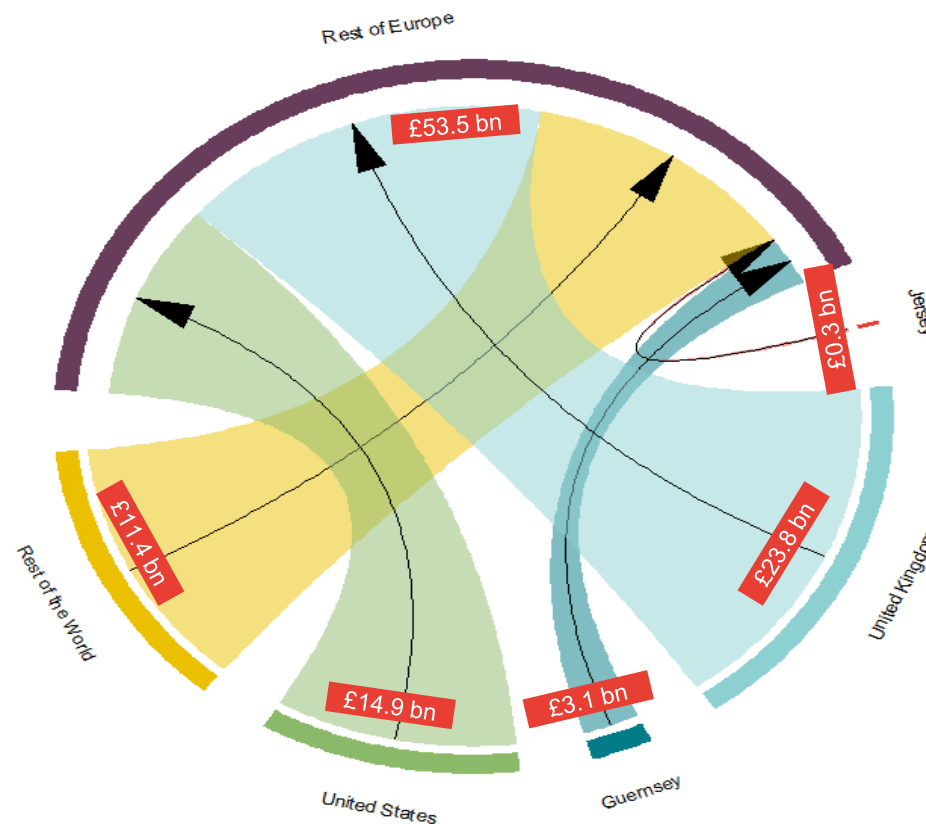 Rest of Europe
£53.5 bn
Jersey
£0.3 bn
£11.4 bn
£23.8 bn
Rest of the World
United Kingdom
£14.9 bn
£3.1 bn
Guernsey
United States